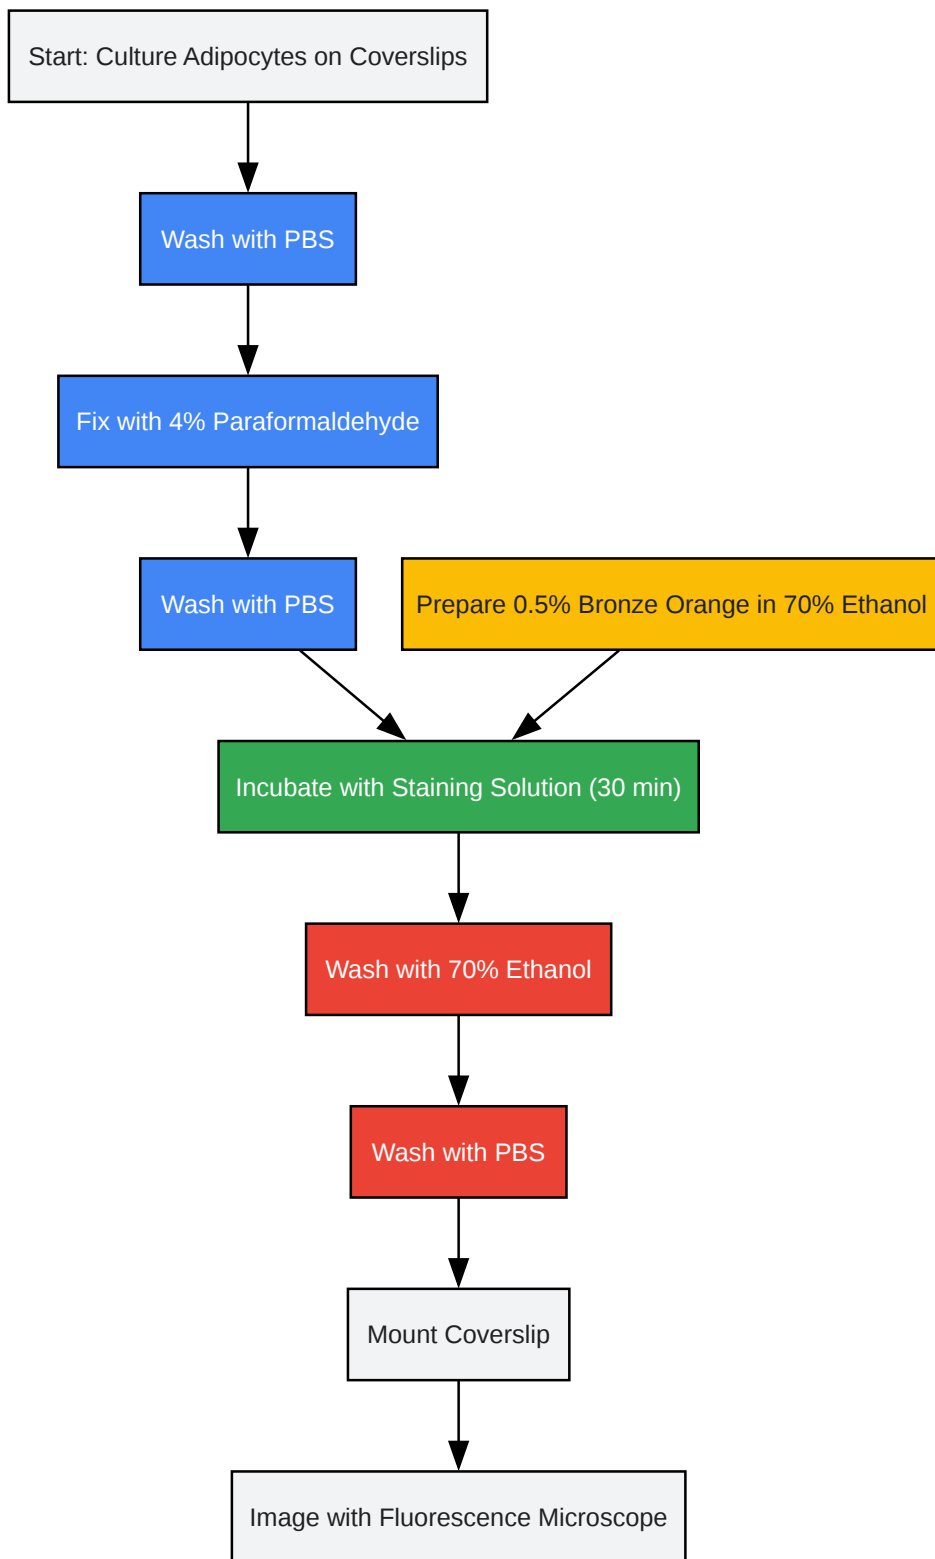 Start: Culture Adipocytes on Coverslips
Wash with PBS
Fix with 4% Paraformaldehyde
Wash with PBS
Prepare 0.5% Bronze Orange in 70% Ethanol
Incubate with Staining Solution (30 min)
Wash with 70% Ethanol
Wash with PBS
Mount Coverslip
Image with Fluorescence Microscope